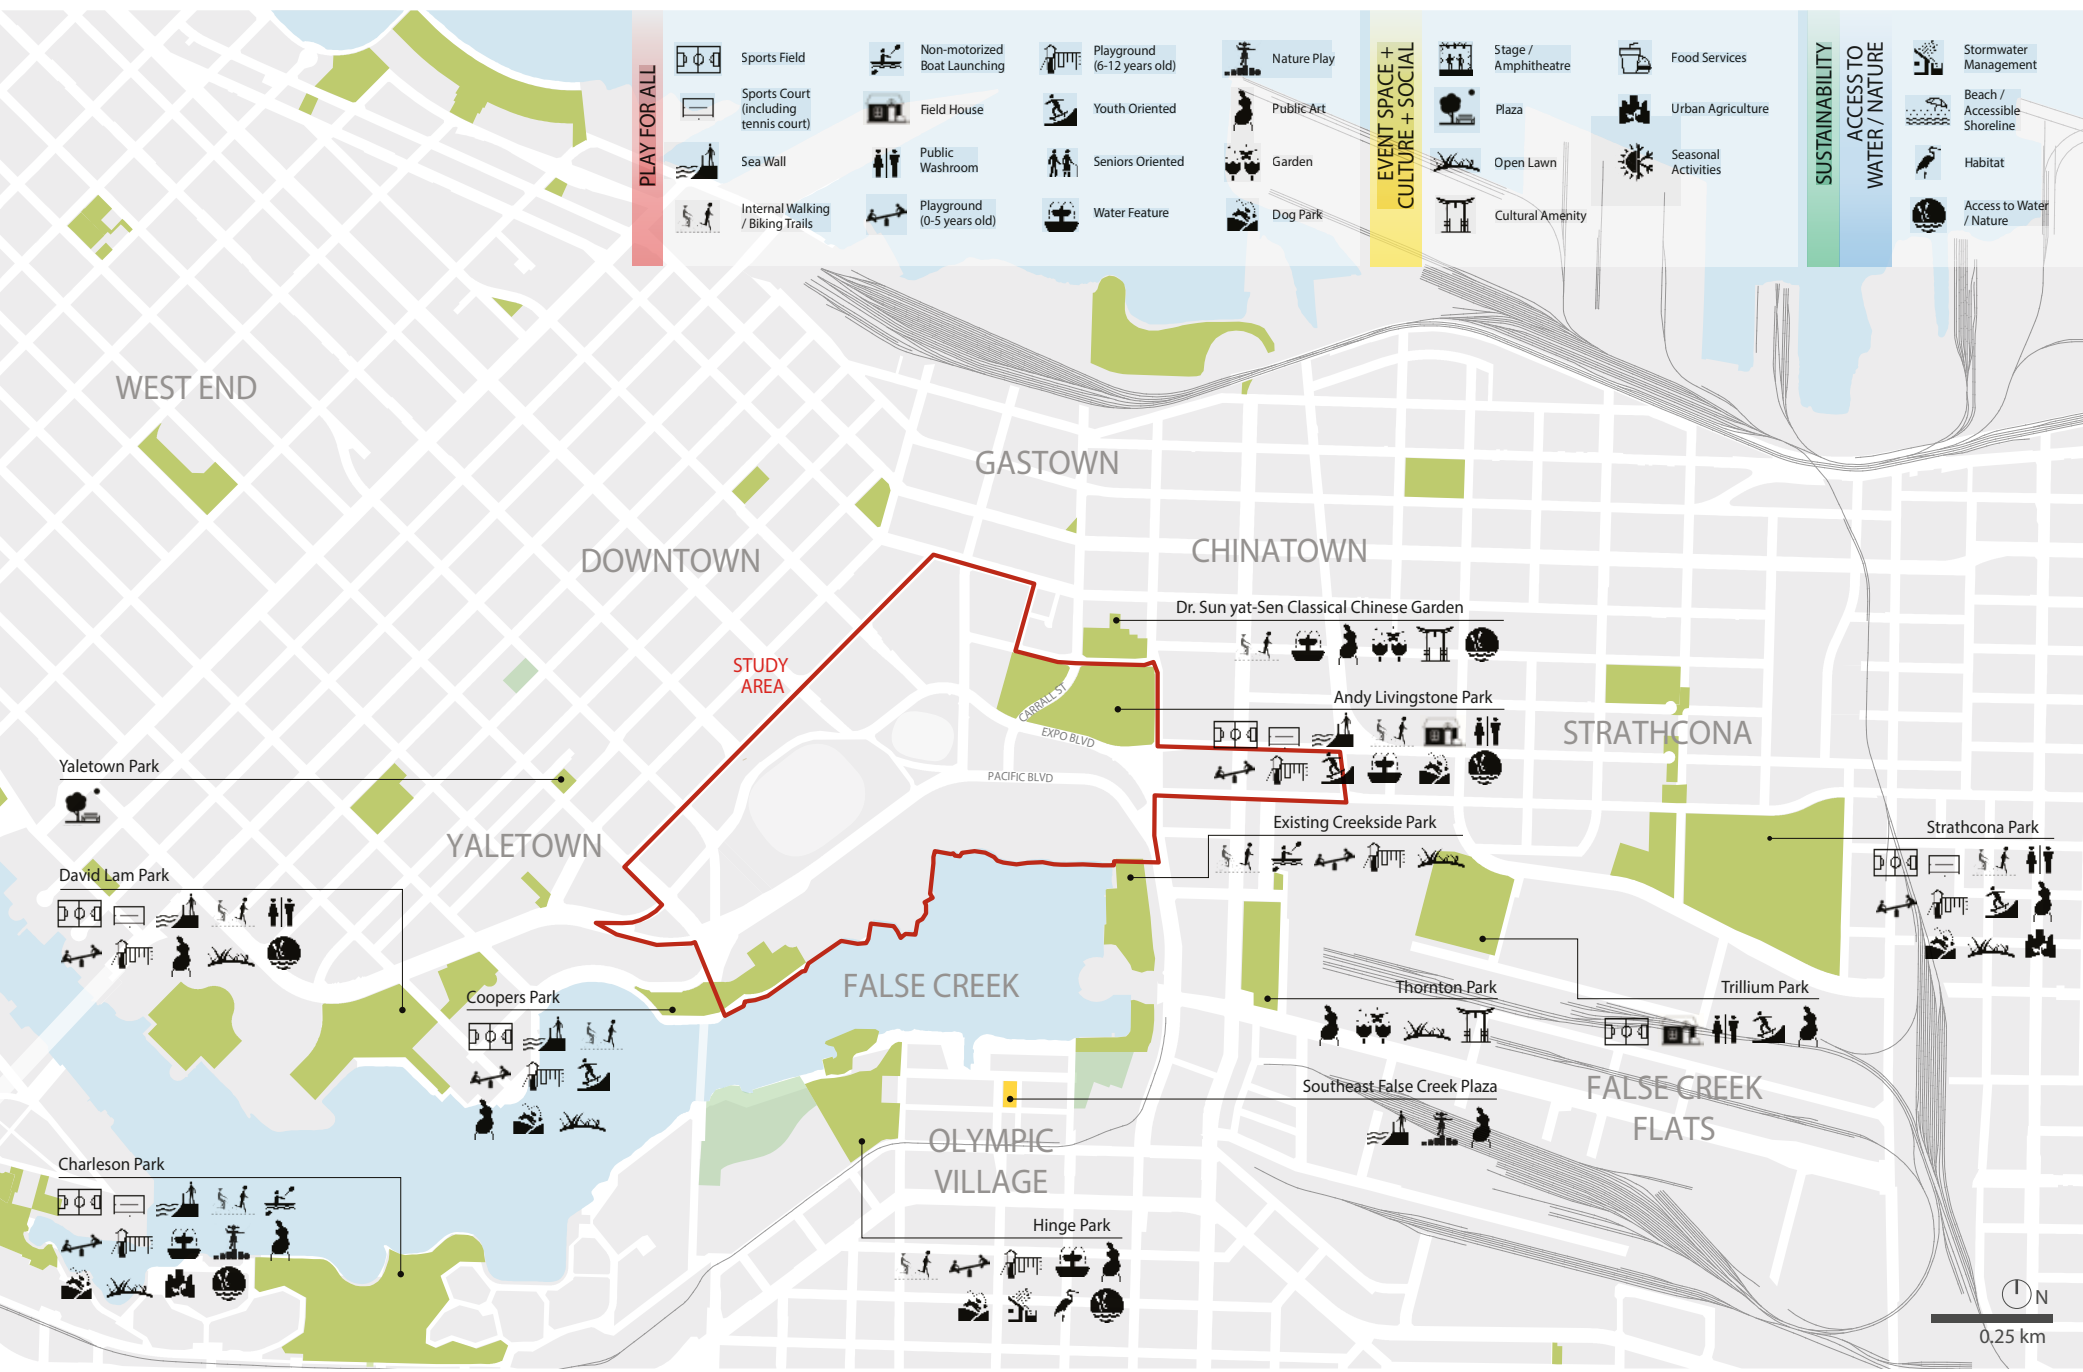 PLAY FOR ALL
Sports Field
Sports Court
(including
tennis court)
Sea Wall
Internal Walking
/ Biking Trails
Non-motorized
Boat Launching
Field House
Public
Washroom
Playground
(0-5 years old)
Playground
(6-12 years old)
Youth Oriented
Seniors Oriented
Water Feature
Nature Play
Public Art
Garden
Dog Park
EVENT SPACE +
CULTURE + SOCIAL
Stage /
Amphitheatre
Plaza
Open Lawn
Cultural Amenity
Food Services
Urban Agriculture
Seasonal
Activities
SUSTAINABILITY
ACCESS TO
WATER / NATURE
Stormwater
Management
Beach /
Accessible
Shoreline
Habitat
Access to Water
/ Nature
WEST END
GASTOWN
DOWNTOWN
CHINATOWN
Dr. Sun yat-Sen Classical Chinese Garden
STUDY
AREA
Andy Livingstone Park
CARRALL ST
EXPO BLVD
STRATHCONA
PACIFIC BLVD
Yaletown Park
YALETOWN
Existing Creekside Park
Strathcona Park
David Lam Park
FALSE CREEK
Coopers Park
Thornton Park
Trillium Park
Southeast False Creek Plaza
FALSE CREEK
FLATS
OLYMPIC
VILLAGE
Charleson Park
Hinge Park
N
0.25 km